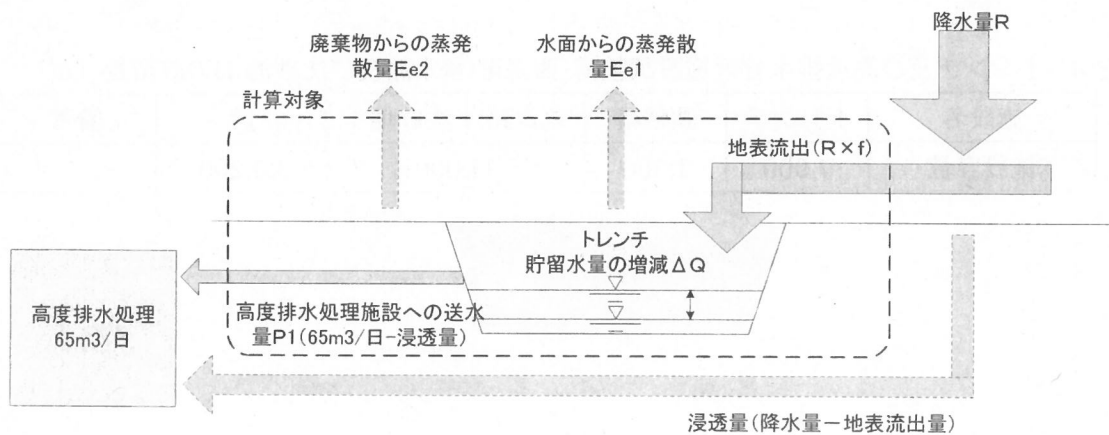 降水量R
廃棄物からの蒸発
散量Ee2
水面からの蒸発散
量Ee1
計算対象
地表流出(R×f)
トレンチ
貯留水量の増減ΔQ
高度排水処理
65m3/日
高度排水処理施設への送水
量P1(65m3/日-浸透量)
浸透量(降水量-地表流出量)